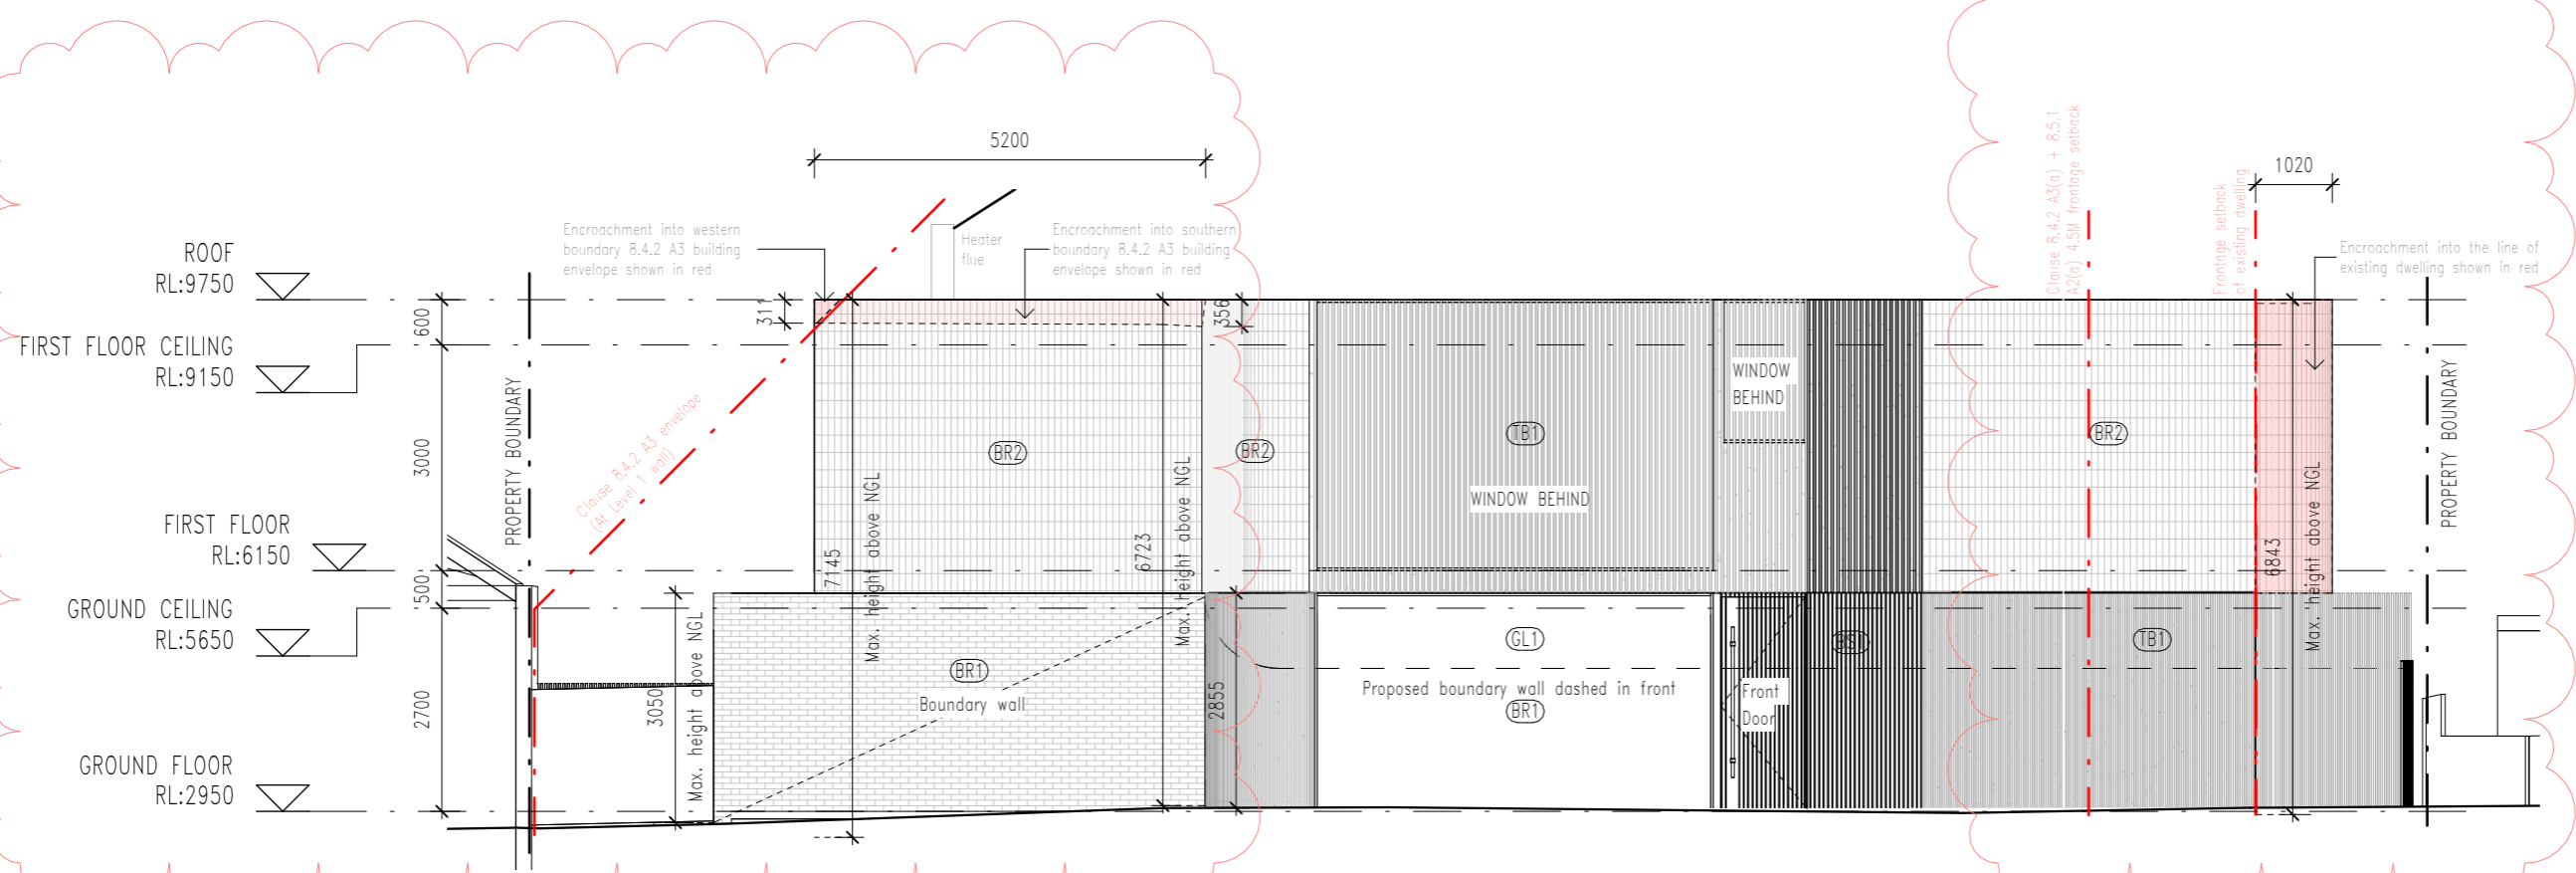 5200
1020
Clause 8.4.2 A3(a) + 8.5.1
A2(a) 4.5M frontage setback
Frontage setback
of existing dwelling
Encroachment into western
boundary 8.4.2 A3 building
envelope shown in red
Heater
flue
Encroachment into southern
boundary 8.4.2 A3 building
envelope shown in red
Encroachment into the line of
existing dwelling shown in red
ROOF
RL:9750
FIRST FLOOR CEILING
RL:9150
FIRST FLOOR
RL:6150
GROUND CEILING
RL:5650
GROUND FLOOR
RL:2950
600
3000
500
2700
PROPERTY BOUNDARY
Clause 8.4.2 A3 envelope
(At Level 1 wall)
311
356
BR2
7145
Max. height above NGL
6723
Max. height above NGL
BR2
TB1
WINDOW BEHIND
WINDOW
BEHIND
BR2
6843
Max. height above NGL
PROPERTY BOUNDARY
3050
Max. height above NGL
BR1
Boundary wall
2855
GL1
Proposed boundary wall dashed in front
BR1
Front
Door
TB1